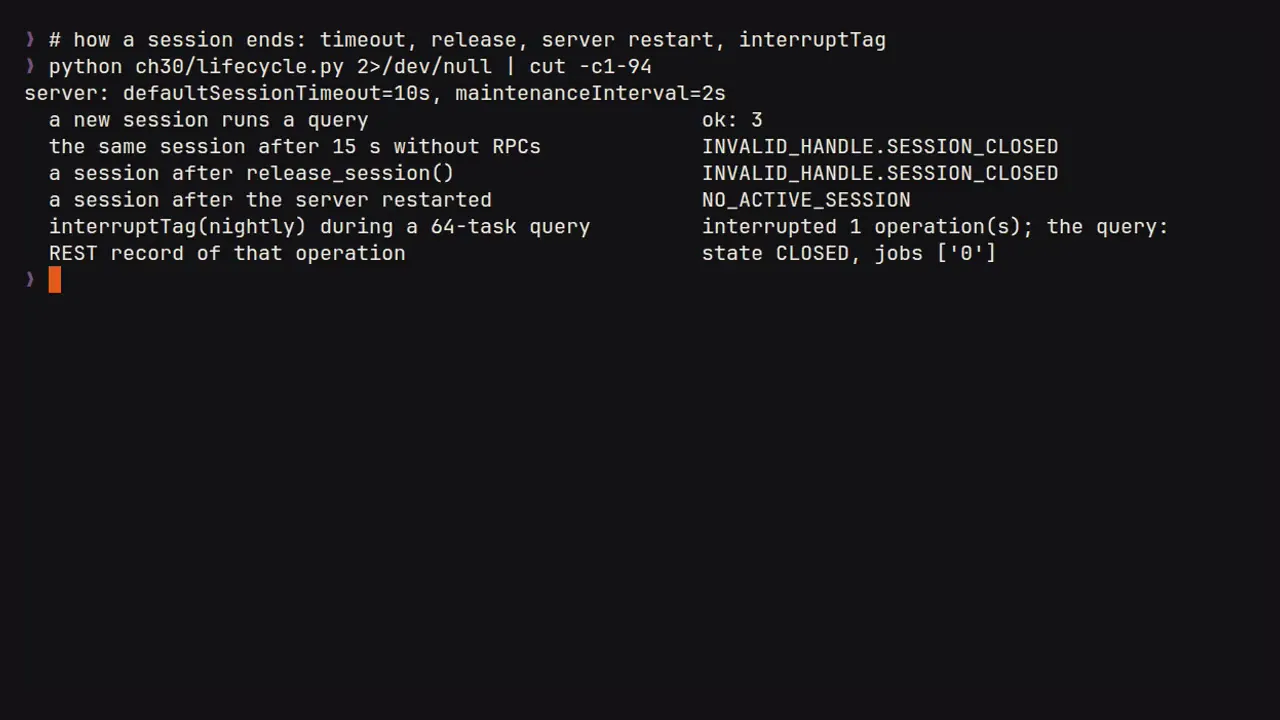 ❯ # how a session ends: timeout, release, server restart, interruptTag
❯ python ch30/lifecycle.py 2>/dev/null | cut -c1-94
server: defaultSessionTimeout=10s, maintenanceInterval=2s
  a new session runs a query                           ok: 3
  the same session after 15 s without RPCs             INVALID_HANDLE.SESSION_CLOSED
  a session after release_session()                    INVALID_HANDLE.SESSION_CLOSED
  a session after the server restarted                 NO_ACTIVE_SESSION
  interruptTag(nightly) during a 64-task query         interrupted 1 operation(s); the query:
  REST record of that operation                        state CLOSED, jobs ['0']
❯